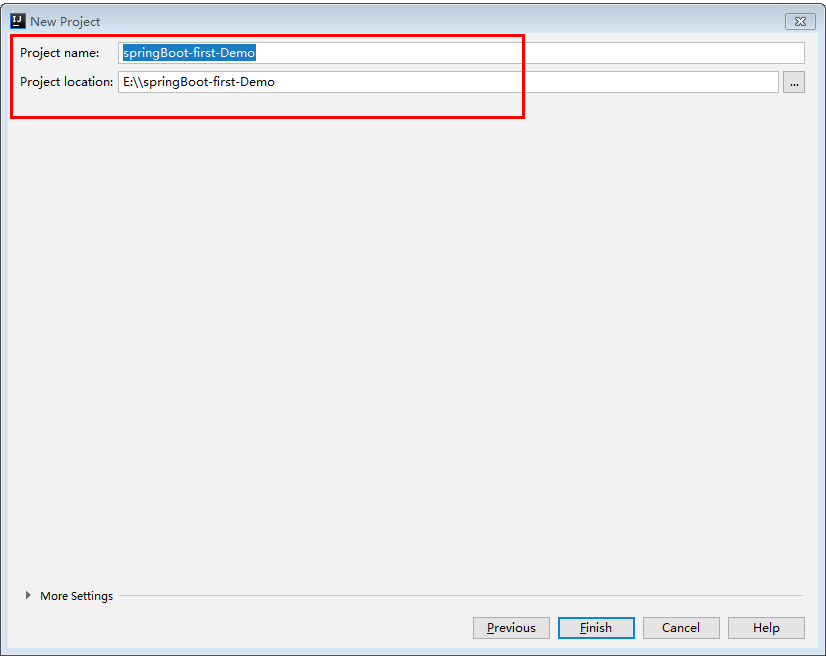 New Project
Project name: springBoot-first-Demo
Project location: E:\\springBoot-first-Demo ...
More Settings
Previous Finish Cancel Help